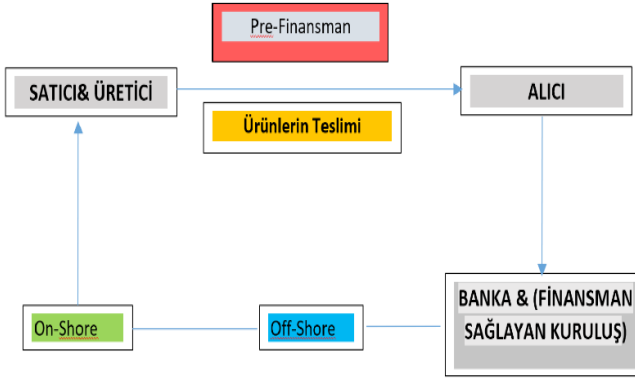 Pre-Finansman
SATICI& ÜRETİCİ
ALICI
Ürünlerin Teslimi
BANKA & (FİNANSMAN
SAĞLAYAN KURULUŞ)
On-Shore
Off-Shore